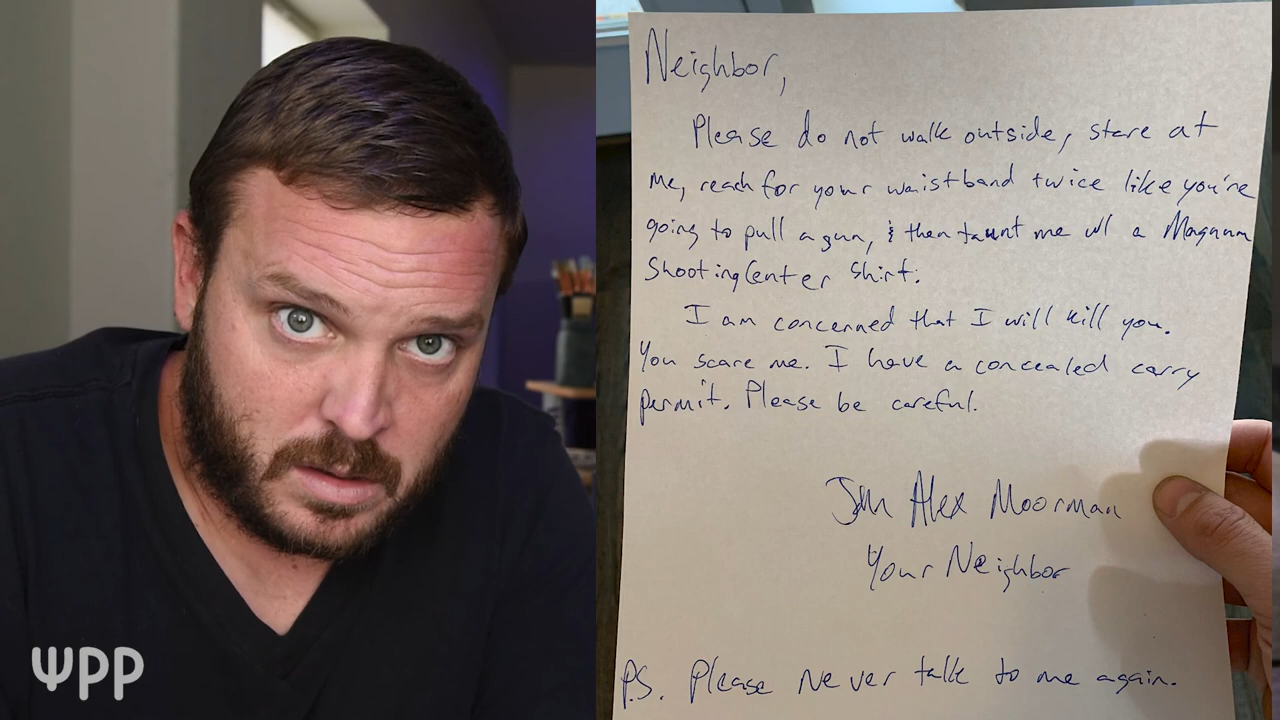 Neighbor,
Please do not walk outside, stare at
me, reach for your waistband twice like you're
going to pull a gun, & then taunt me w/ a Magnum
Shooting Center shirt.
I am concerned that I will kill you.
You scare me. I have a concealed carry
permit. Please be careful.
Jon Alex Moorman
Your Neighbor
P.S. Please Never talk to me again.
ΨPP